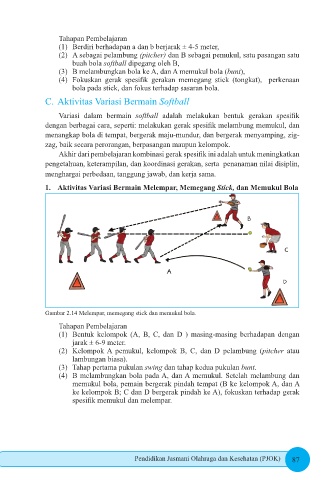 Tahapan Pembelajaran
(1) Berdiri berhadapan a dan b berjarak ± 4-5 meter,
(2) A sebagai pelambung (pitcher) dan B sebagai pemukul, satu pasangan satu
buah bola softball dipegang oleh B,
(3) B melambungkan bola ke A, dan A memukul bola (bunt),
(4) Fokuskan gerak spesifik gerakan memegang stick (tongkat), perkenaan
bola pada stick, dan fokus terhadap sasaran bola.
C. Aktivitas Variasi Bermain Softball
Variasi dalam bermain softball adalah melakukan bentuk gerakan spesifik
dengan berbagai cara, seperti: melakukan gerak spesifik melambung memukul, dan
menangkap bola di tempat, bergerak maju-mundur, dan bergerak menyamping, zig-
zag, baik secara perorangan, berpasangan maupun kelompok.
Akhir dari pembelajaran kombinasi gerak spesifik ini adalah untuk meningkatkan
pengetahuan, keterampilan, dan koordinasi gerakan, serta penanaman nilai disiplin,
menghargai perbedaan, tanggung jawab, dan kerja sama.
1. Aktivitas Variasi Bermain Melempar, Memegang Stick, dan Memukul Bola
B
C
A
D
Gambar 2.14 Melempar, memegang stick dan memukul bola.
Tahapan Pembelajaran
(1) Bentuk kelompok (A, B, C, dan D ) masing-masing berhadapan dengan
jarak ± 6-9 meter.
(2) Kelompok A pemukul, kelompok B, C, dan D pelambung (pitcher atau
lambungan biasa).
(3) Tahap pertama pukulan swing dan tahap kedua pukulan bunt.
(4) B melambungkan bola pada A, dan A memukul. Setelah melambung dan
memukul bola, pemain bergerak pindah tempat (B ke kelompok A, dan A
ke kelompok B; C dan D bergerak pindah ke A), fokuskan terhadap gerak
spesifik memukul dan melempar.
Pendidikan Jasmani Olahraga dan Kesehatan (PJOK) 87